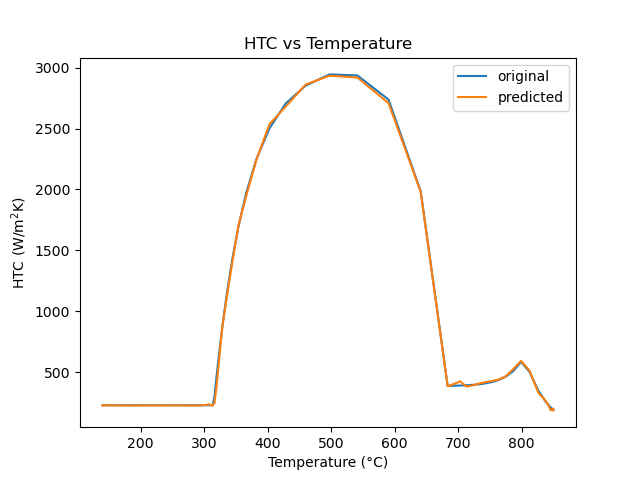 HTC vs Temperature
original
predicted
HTC (W/m²K)
3000
2500
2000
1500
1000
500
200 300 400 500 600 700 800
Temperature (°C)